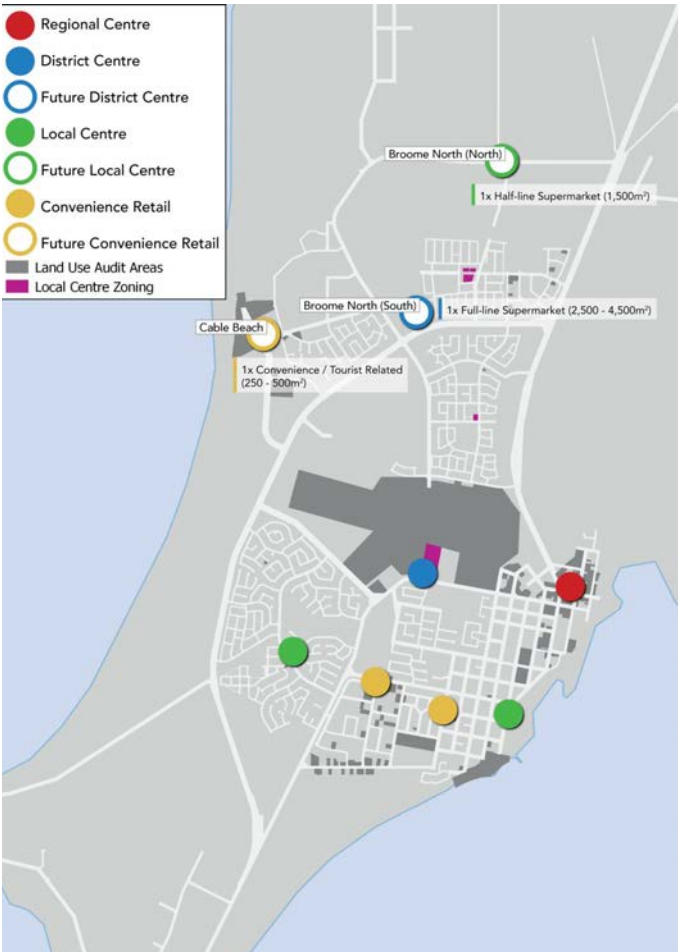 Regional Centre
District Centre
Future District Centre
Local Centre
Future Local Centre
Convenience Retail
Future Convenience Retail
Land Use Audit Areas
Local Centre Zoning
Broome North (North)
1x Half-line Supermarket (1,500m²)
Broome North (South)
1x Full-line Supermarket (2,500 - 4,500m²)
Cable Beach
1x Convenience / Tourist Related
(250 - 500m²)